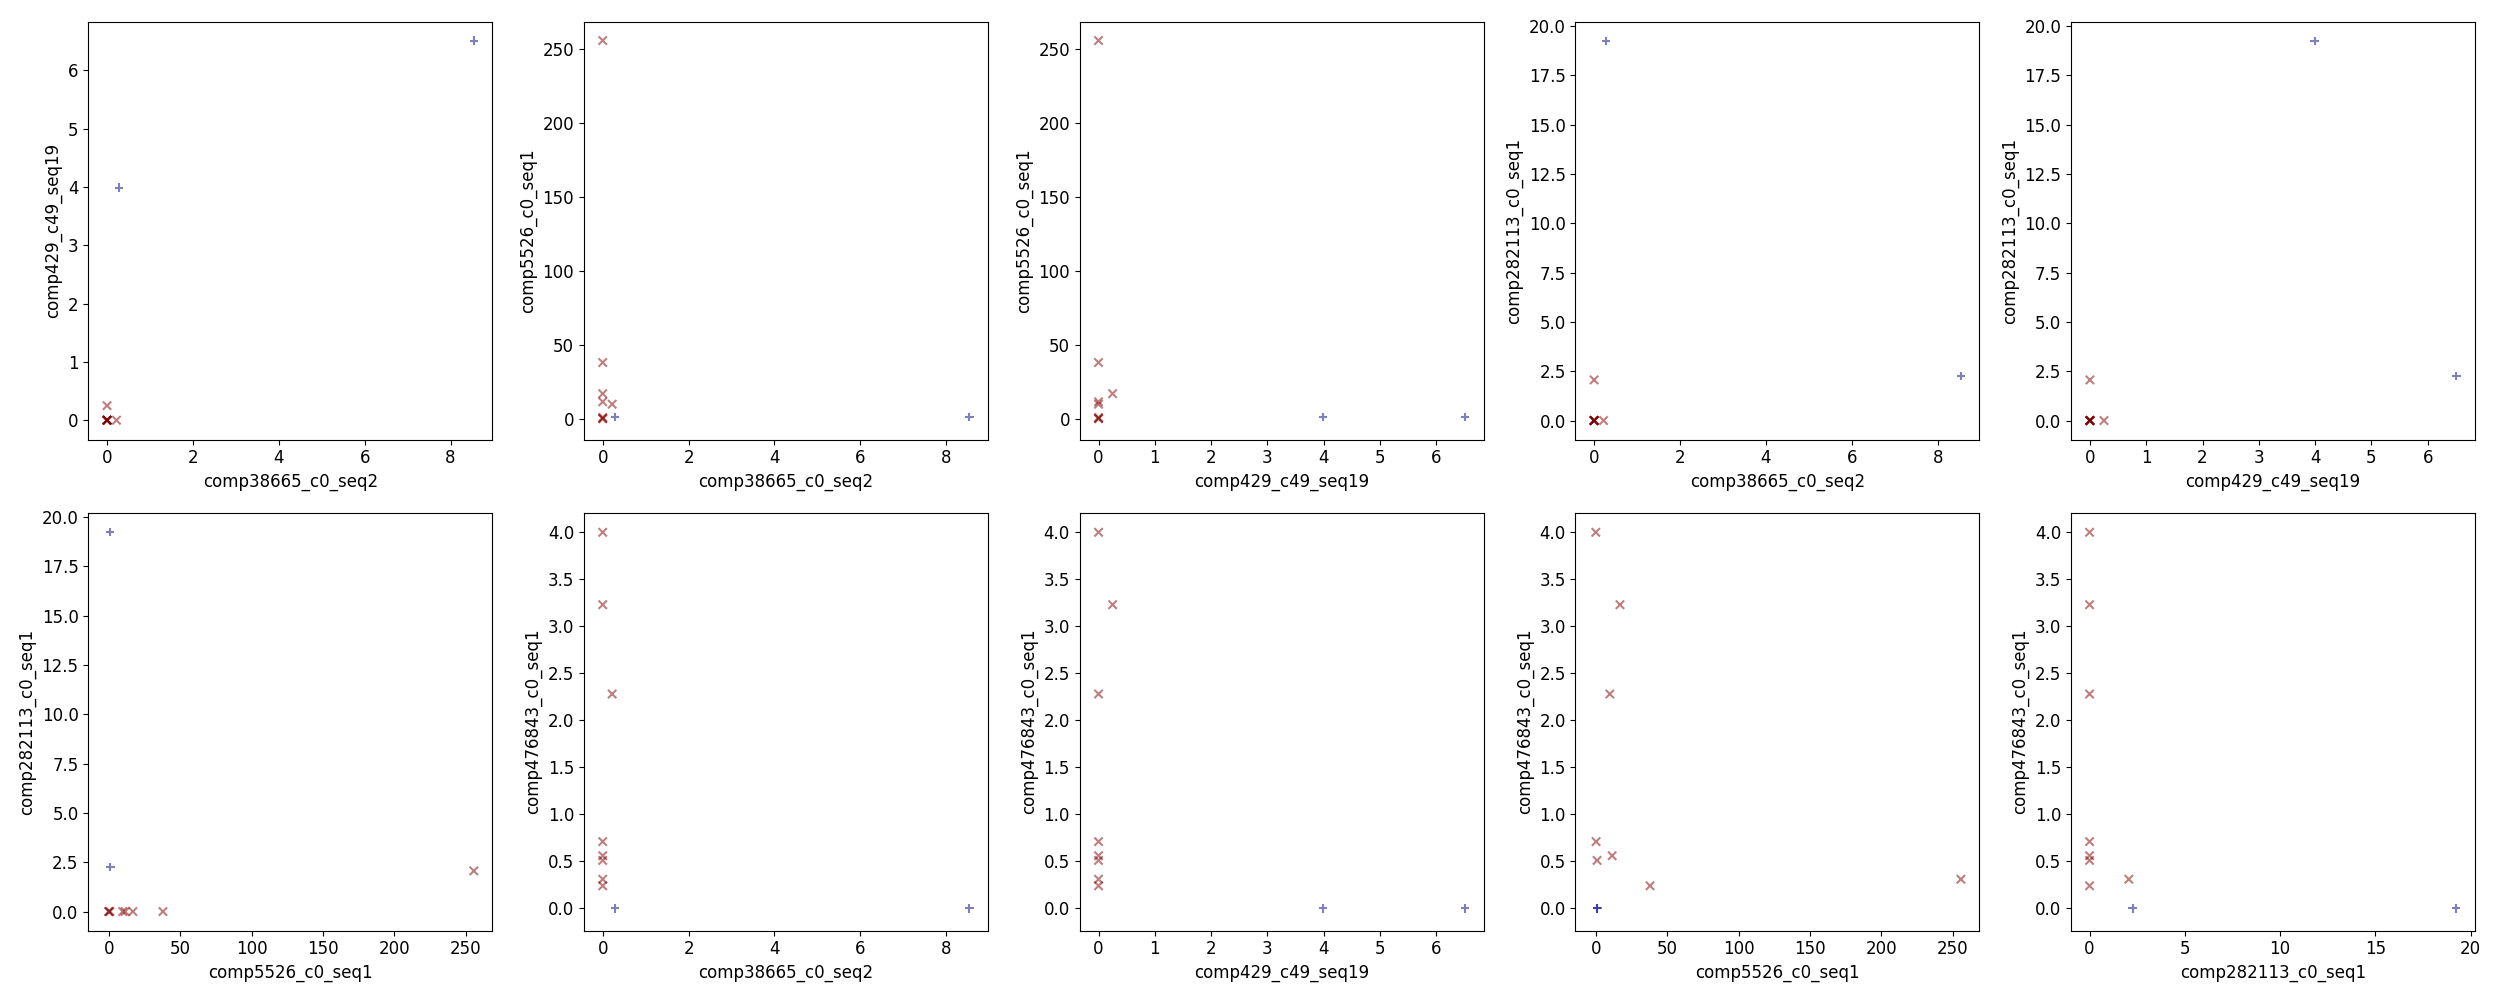 6
5
4
3
2
1
0
comp429_c49_seq19
0 2 4 6 8
comp38665_c0_seq2
250
200
150
100
50
0
comp5526_c0_seq1
0 2 4 6 8
comp38665_c0_seq2
250
200
150
100
50
0
comp5526_c0_seq1
0 1 2 3 4 5 6
comp429_c49_seq19
20.0
17.5
15.0
12.5
10.0
7.5
5.0
2.5
0.0
comp282113_c0_seq1
0 2 4 6 8
comp38665_c0_seq2
20.0
17.5
15.0
12.5
10.0
7.5
5.0
2.5
0.0
comp282113_c0_seq1
0 1 2 3 4 5 6
comp429_c49_seq19
20.0
17.5
15.0
12.5
10.0
7.5
5.0
2.5
0.0
comp282113_c0_seq1
0 50 100 150 200 250
comp5526_c0_seq1
4.0
3.5
3.0
2.5
2.0
1.5
1.0
0.5
0.0
comp476843_c0_seq1
0 2 4 6 8
comp38665_c0_seq2
4.0
3.5
3.0
2.5
2.0
1.5
1.0
0.5
0.0
comp476843_c0_seq1
0 1 2 3 4 5 6
comp429_c49_seq19
4.0
3.5
3.0
2.5
2.0
1.5
1.0
0.5
0.0
comp476843_c0_seq1
0 50 100 150 200 250
comp5526_c0_seq1
4.0
3.5
3.0
2.5
2.0
1.5
1.0
0.5
0.0
comp476843_c0_seq1
0 5 10 15 20
comp282113_c0_seq1